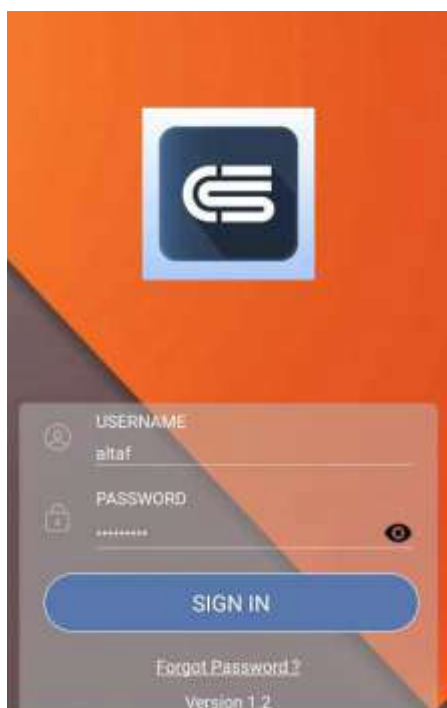 USERNAME
altaf
PASSWORD
SIGN IN
Forgot Password ?
Version 1.2